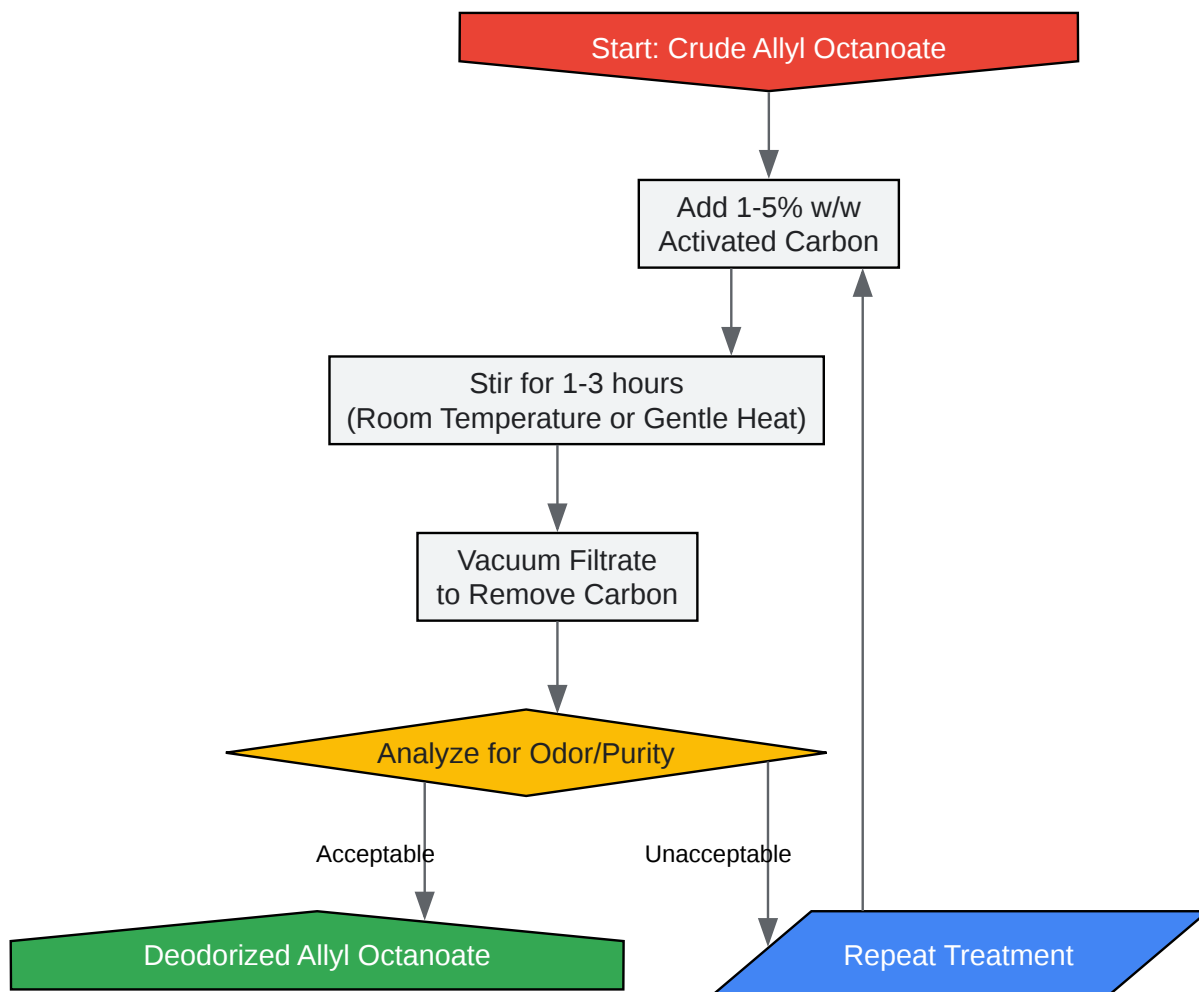 Start: Crude Allyl Octanoate
Add 1-5% w/w
Activated Carbon
Stir for 1-3 hours
(Room Temperature or Gentle Heat)
Vacuum Filtrate
to Remove Carbon
Analyze for Odor/Purity
Acceptable
Unacceptable
Deodorized Allyl Octanoate
Repeat Treatment